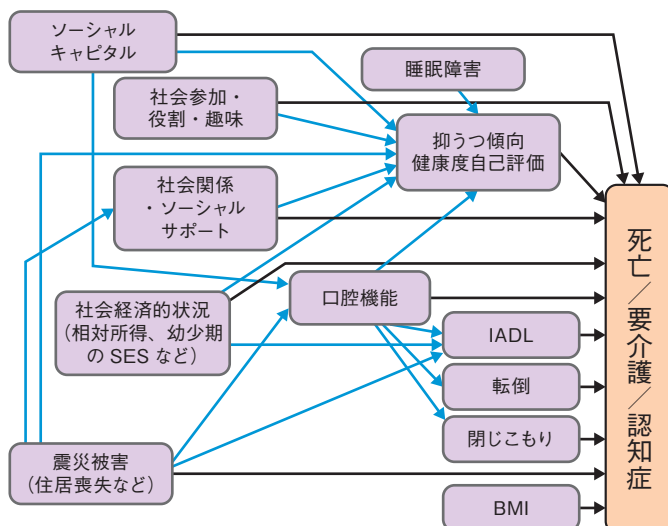 ソーシャル
キャピタル
睡眠障害
社会参加・
役割・趣味
抑うつ傾向
健康度自己評価
社会関係
・ソーシャル
サポート
死亡／要介護／認知症
口腔機能
社会経済的状況
（相対所得、幼少期
の SES など）
IADL
転倒
閉じこもり
震災被害
（住居喪失など）
BMI